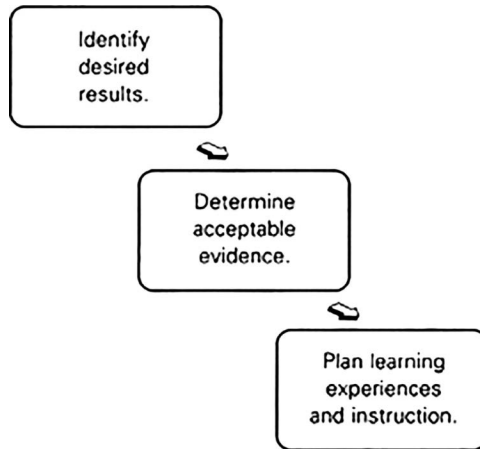 Identify
desired
results.
Determine
acceptable
evidence.
Plan learning
experiences
and instruction.